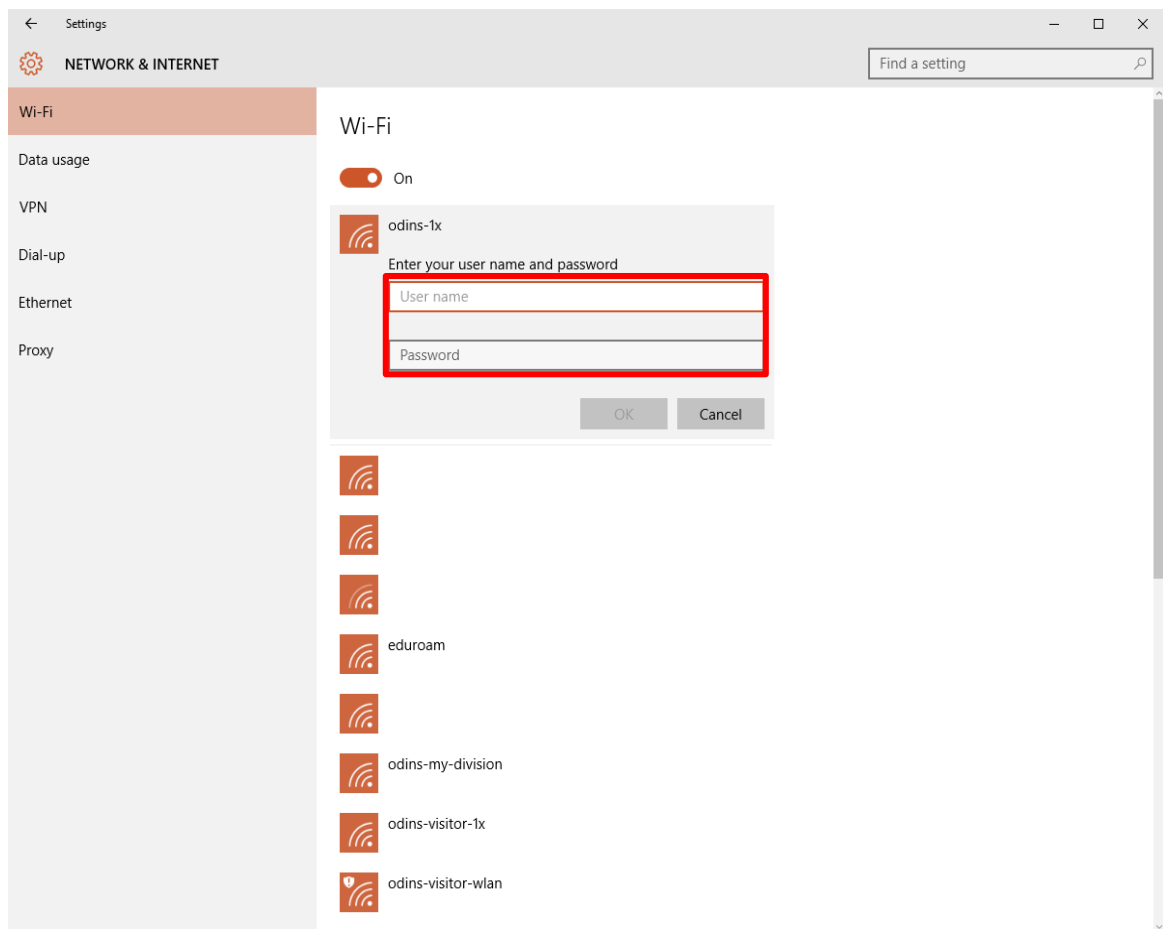 Settings
NETWORK & INTERNET
Find a setting
Wi-Fi
Data usage
VPN
Dial-up
Ethernet
Proxy
Wi-Fi
On
odins-1x
Enter your user name and password
User name
Password
OK Cancel
eduroam
odins-my-division
odins-visitor-1x
odins-visitor-wlan